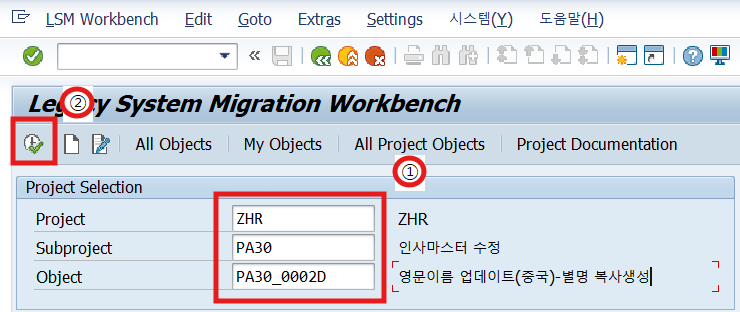 LSM Workbench Edit Goto Extras Settings 시스템(Y) 도움말(H)
Legacy System Migration Workbench
②
All Objects My Objects All Project Objects Project Documentation
①
Project Selection
Project ZHR ZHR
Subproject PA30 인사마스터 수정
Object PA30_0002D 영문이름 업데이트(중국)-별명 복사생성